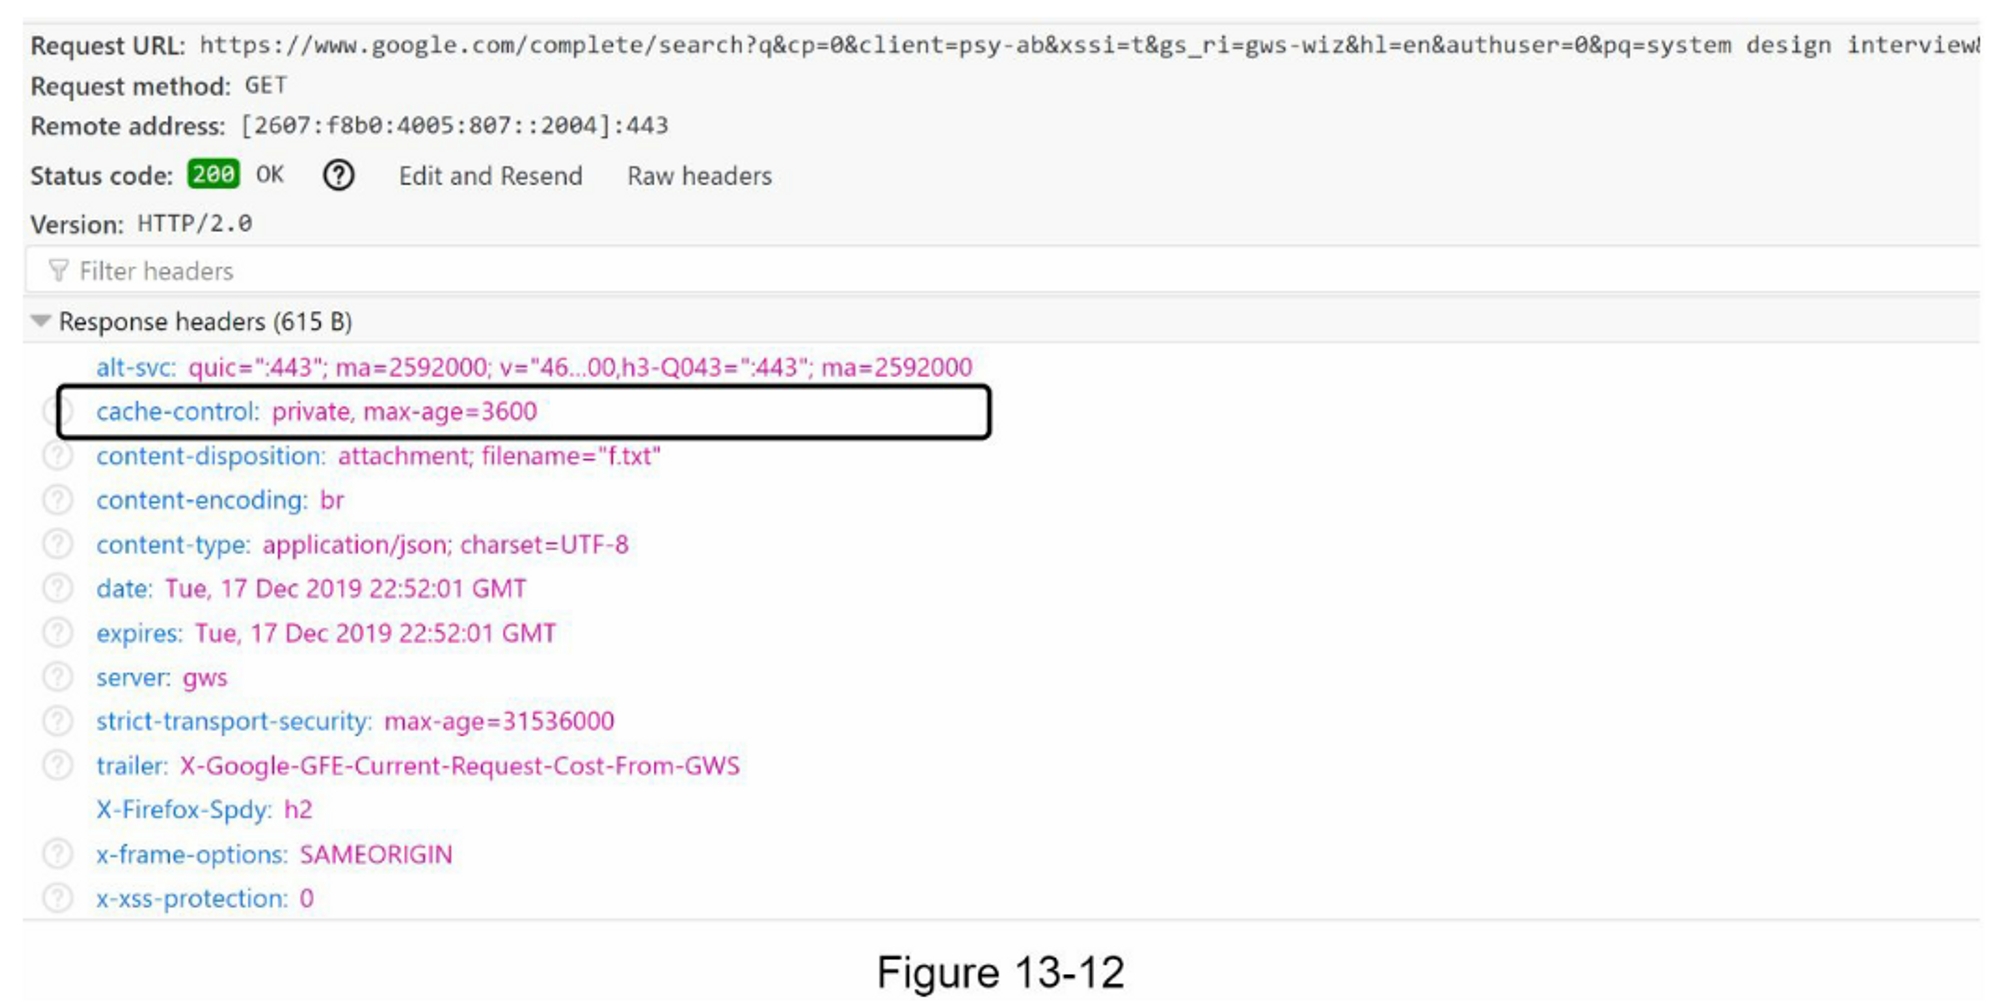 Request URL: https://www.google.com/complete/search?q&cp=0&client=psy-ab&xssi=t&gs_ri=gws-wiz&hl=en&authuser=0&pq=system design interview&
Request method: GET
Remote address: [2607:f8b0:4005:807::2004]:443
Status code: 200 OK ? Edit and Resend Raw headers
Version: HTTP/2.0
Filter headers
Response headers (615 B)
alt-svc: quic=":443"; ma=2592000; v="46...00,h3-Q043=":443"; ma=2592000
cache-control: private, max-age=3600
? content-disposition: attachment; filename="f.txt"
? content-encoding: br
? content-type: application/json; charset=UTF-8
? date: Tue, 17 Dec 2019 22:52:01 GMT
? expires: Tue, 17 Dec 2019 22:52:01 GMT
? server: gws
? strict-transport-security: max-age=31536000
? trailer: X-Google-GFE-Current-Request-Cost-From-GWS
X-Firefox-Spdy: h2
? x-frame-options: SAMEORIGIN
? x-xss-protection: 0
Figure 13-12